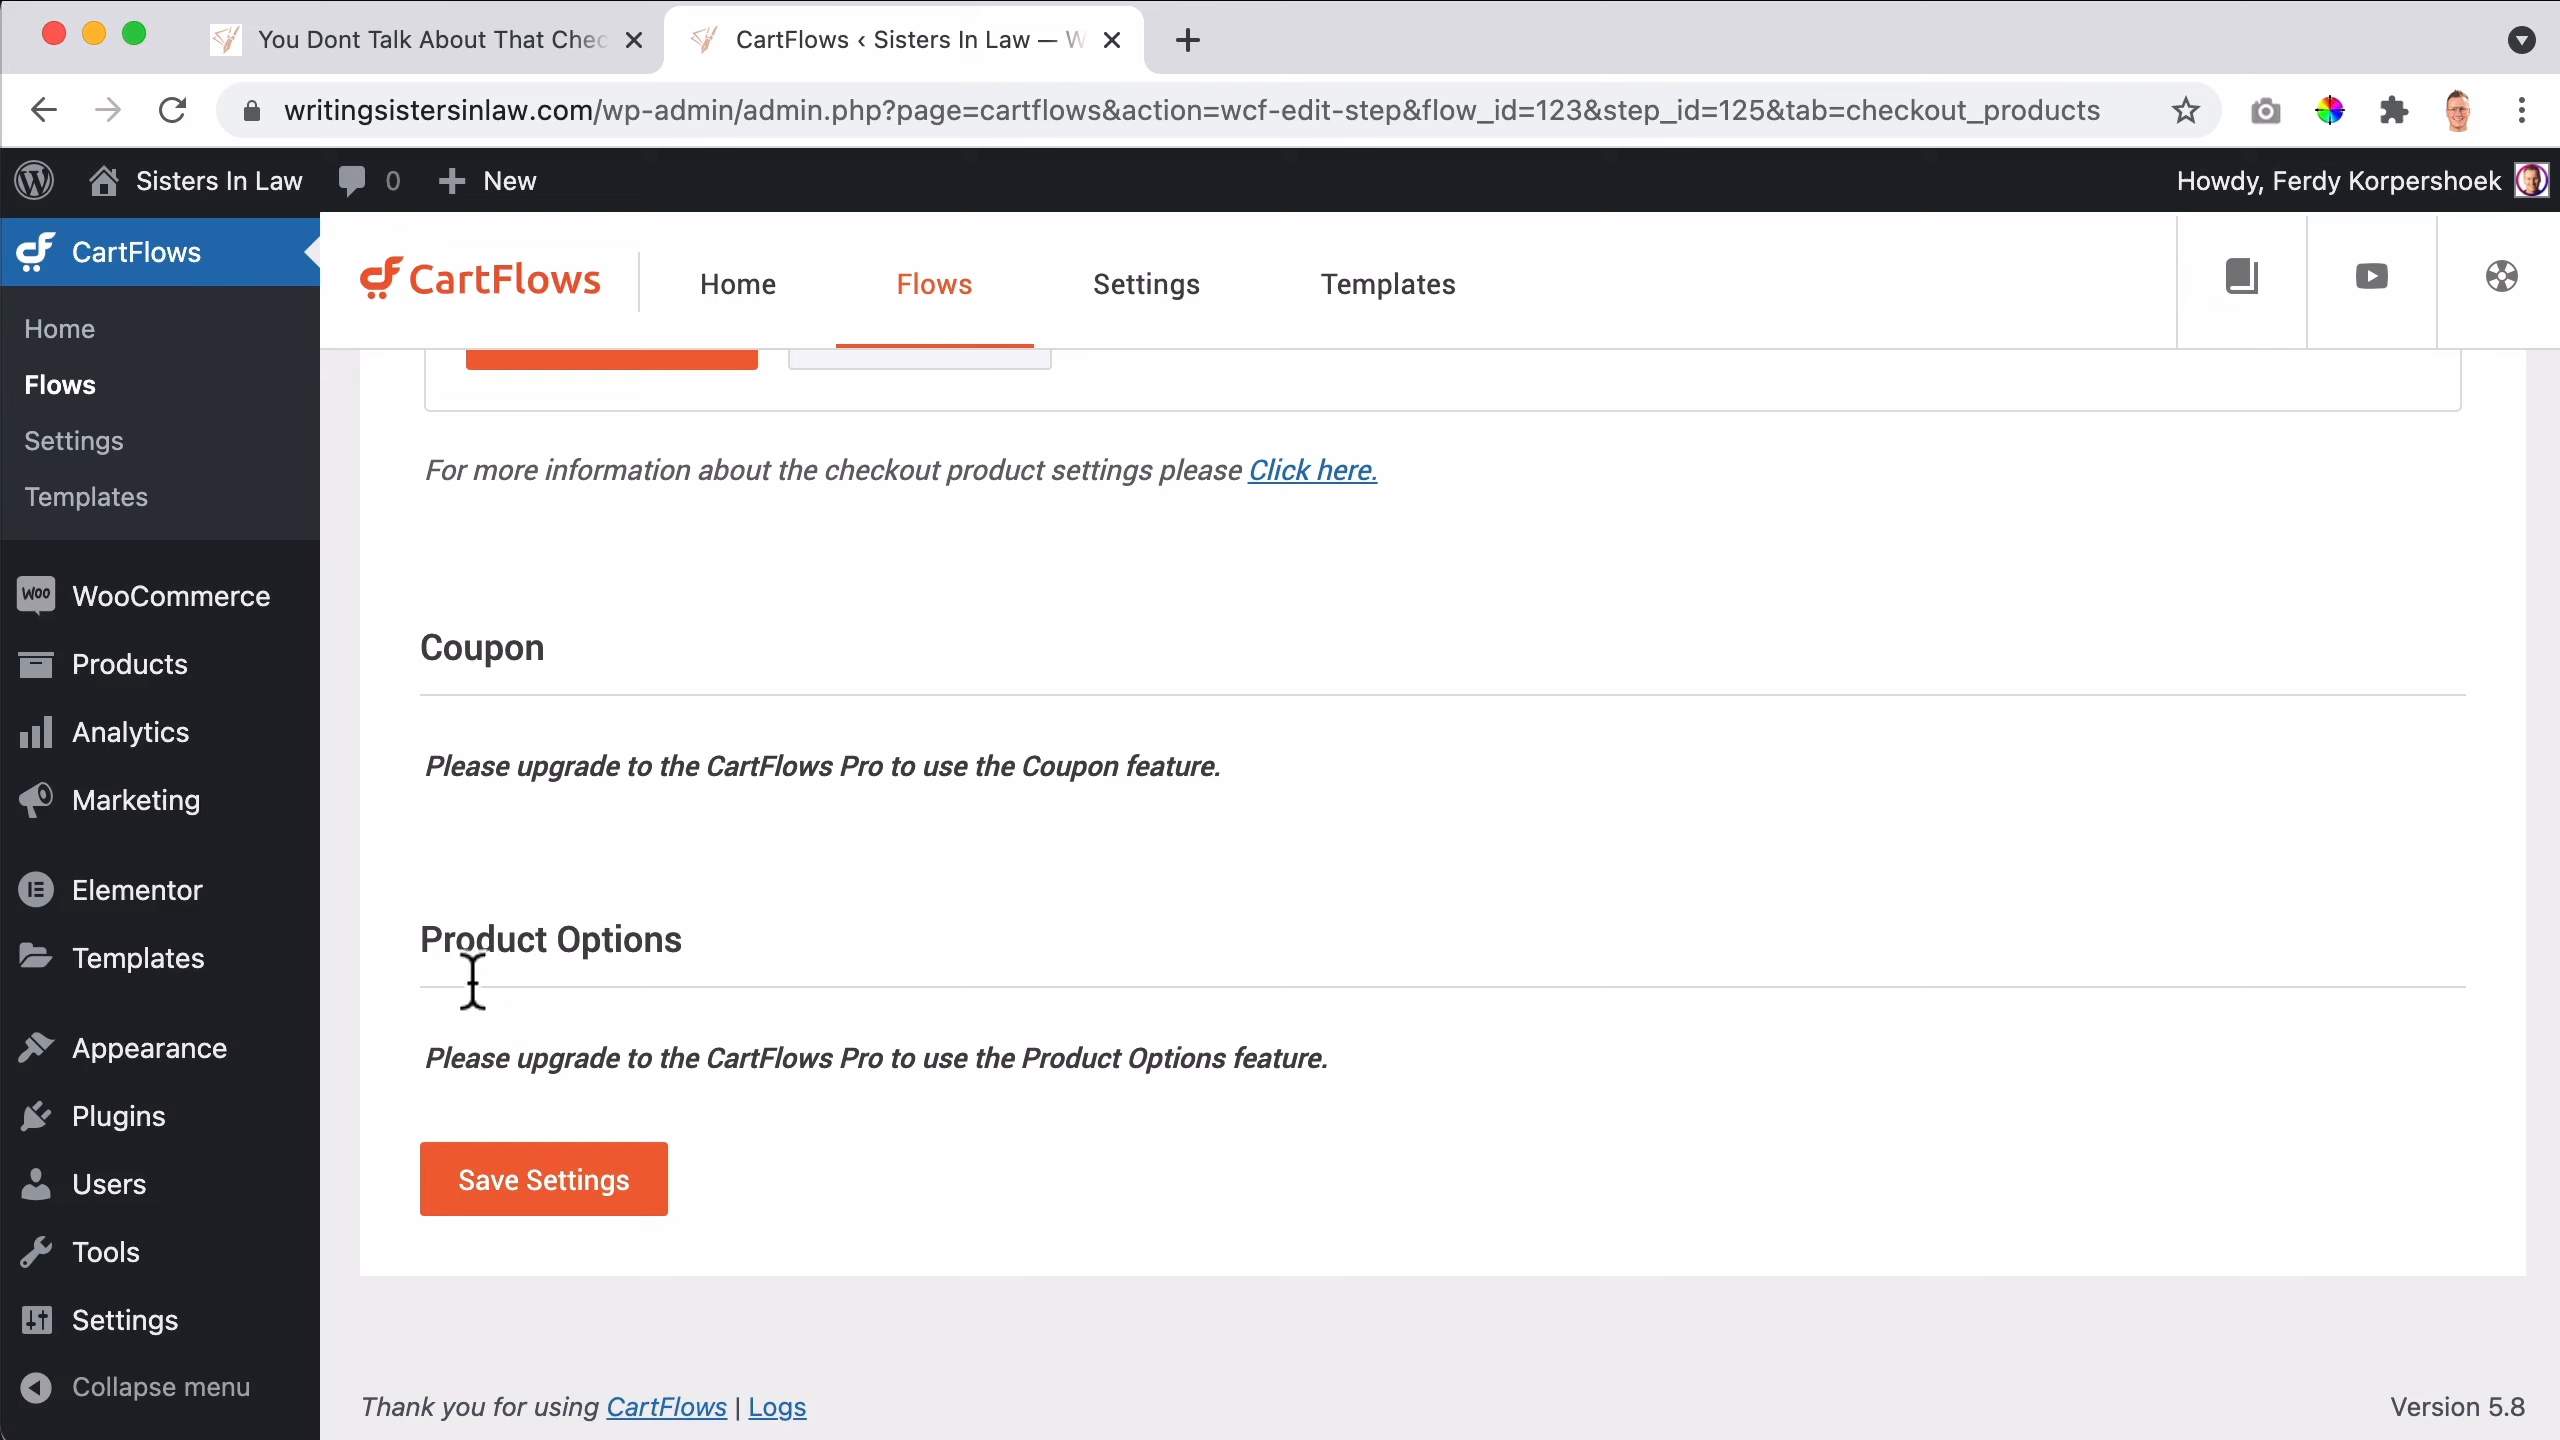 You Dont Talk About That Chec
CartFlows ‹ Sisters In Law — W
writingsistersinlaw.com/wp-admin/admin.php?page=cartflows&action=wcf-edit-step&flow_id=123&step_id=125&tab=checkout_products
Sisters In Law
0
New
Howdy, Ferdy Korpershoek
CartFlows
Home
Flows
Settings
Templates
WooCommerce
Products
Analytics
Marketing
Elementor
Templates
Appearance
Plugins
Users
Tools
Settings
Collapse menu
CartFlows
Home
Flows
Settings
Templates
For more information about the checkout product settings please Click here.
Coupon
Please upgrade to the CartFlows Pro to use the Coupon feature.
Product Options
Please upgrade to the CartFlows Pro to use the Product Options feature.
Save Settings
Thank you for using CartFlows | Logs
Version 5.8